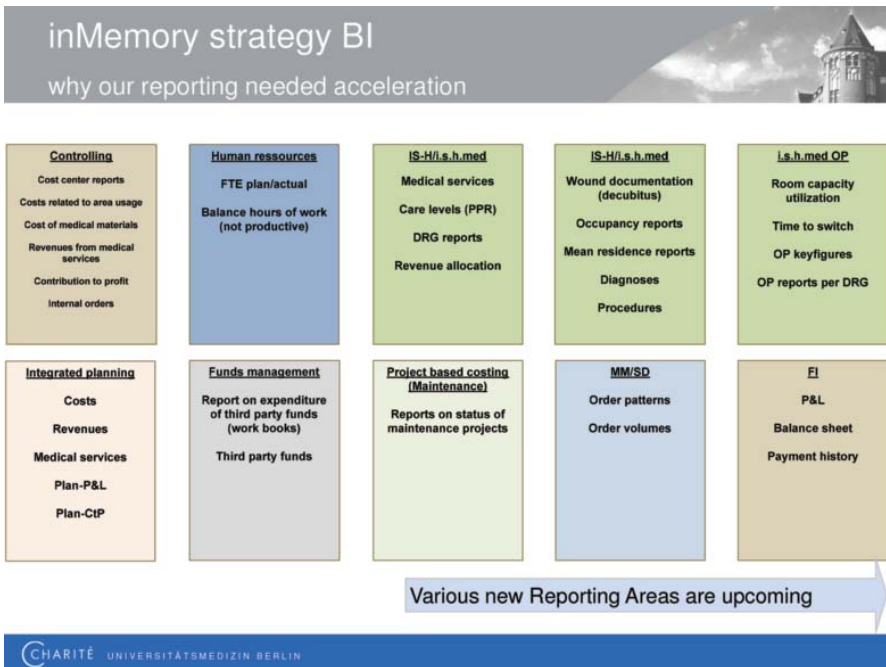 inMemory strategy BI
why our reporting needed acceleration
Controlling
Cost center reports
Costs related to area usage
Cost of medical materials
Revenues from medical
services
Contribution to profit
Internal orders
Human ressources
FTE plan/actual
Balance hours of work
(not productive)
IS-H/i.s.h.med
Medical services
Care levels (PPR)
DRG reports
Revenue allocation
IS-H/i.s.h.med
Wound documentation
(decubitus)
Occupancy reports
Mean residence reports
Diagnoses
Procedures
i.s.h.med OP
Room capacity
utilization
Time to switch
OP keyfigures
OP reports per DRG
Integrated planning
Costs
Revenues
Medical services
Plan-P&L
Plan-CtP
Funds management
Report on expenditure
of third party funds
(work books)
Third party funds
Project based costing
(Maintenance)
Reports on status of
maintenance projects
MM/SD
Order patterns
Order volumes
FI
P&L
Balance sheet
Payment history
Various new Reporting Areas are upcoming
CHARITÉ UNIVERSITÄTSMEDIZIN BERLIN